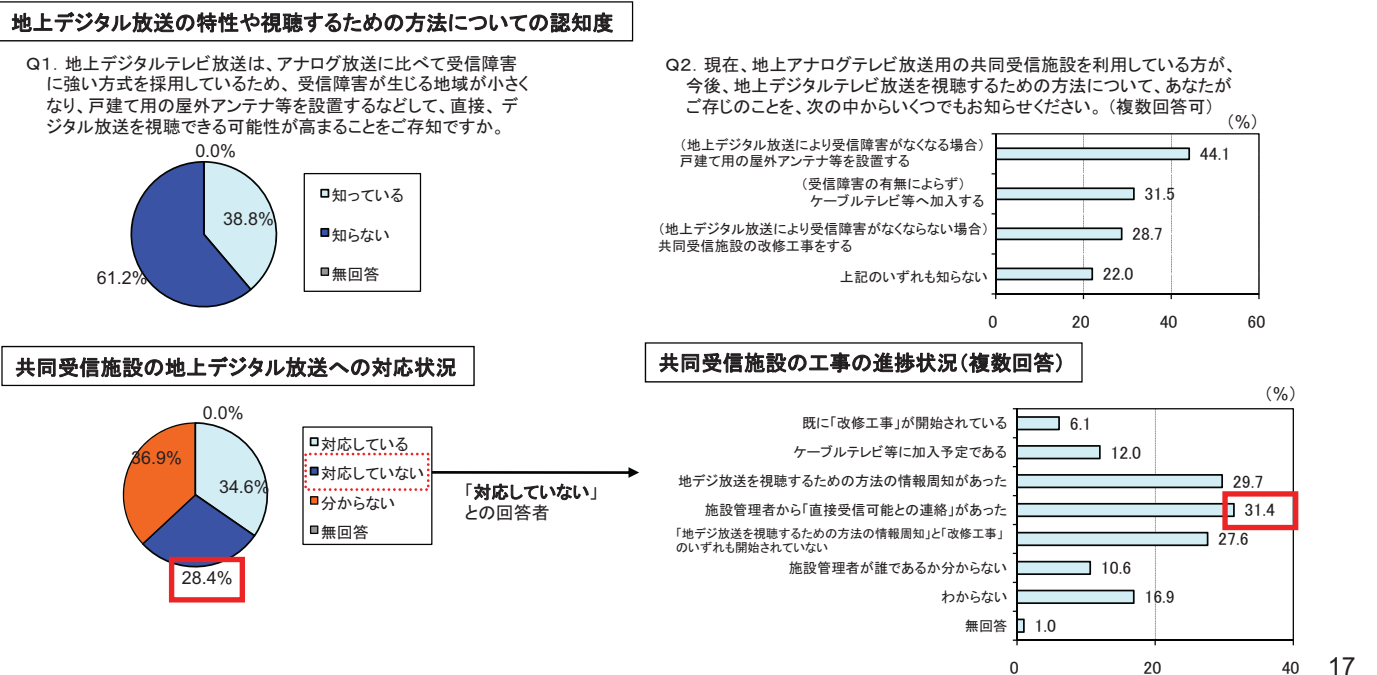 地上デジタル放送の特性や視聴するための方法についての認知度
Q1．地上デジタルテレビ放送は、アナログ放送に比べて受信障害
に強い方式を採用しているため、 受信障害が生じる地域が小さく
なり、戸建て用の屋外アンテナ等を設置するなどして、直接、デ
ジタル放送を視聴できる可能性が高まることをご存知ですか。
0.0%
38.8%
61.2%
知っている
知らない
無回答
Q2．現在、地上アナログテレビ放送用の共同受信施設を利用している方が、
今後、地上デジタルテレビ放送を視聴するための方法について、あなたが
ご存じのことを、次の中からいくつでもお知らせください。（複数回答可）
（％）
（地上デジタル放送により受信障害がなくなる場合）
戸建て用の屋外アンテナ等を設置する
44.1
（受信障害の有無によらず）
ケーブルテレビ等へ加入する
31.5
（地上デジタル放送により受信障害がなくならない場合）
共同受信施設の改修工事をする
28.7
上記のいずれも知らない
22.0
0 20 40 60
共同受信施設の地上デジタル放送への対応状況
0.0%
36.9%
34.6%
28.4%
対応している
対応していない
分からない
無回答
「対応していない」
との回答者
共同受信施設の工事の進捗状況（複数回答）
（％）
既に「改修工事」が開始されている 6.1
ケーブルテレビ等に加入予定である 12.0
地デジ放送を視聴するための方法の情報周知があった 29.7
施設管理者から「直接受信可能との連絡」があった 31.4
「地デジ放送を視聴するための方法の情報周知」と「改修工事」
のいずれも開始されていない
27.6
施設管理者が誰であるか分からない 10.6
わからない 16.9
無回答 1.0
0 20 40
17